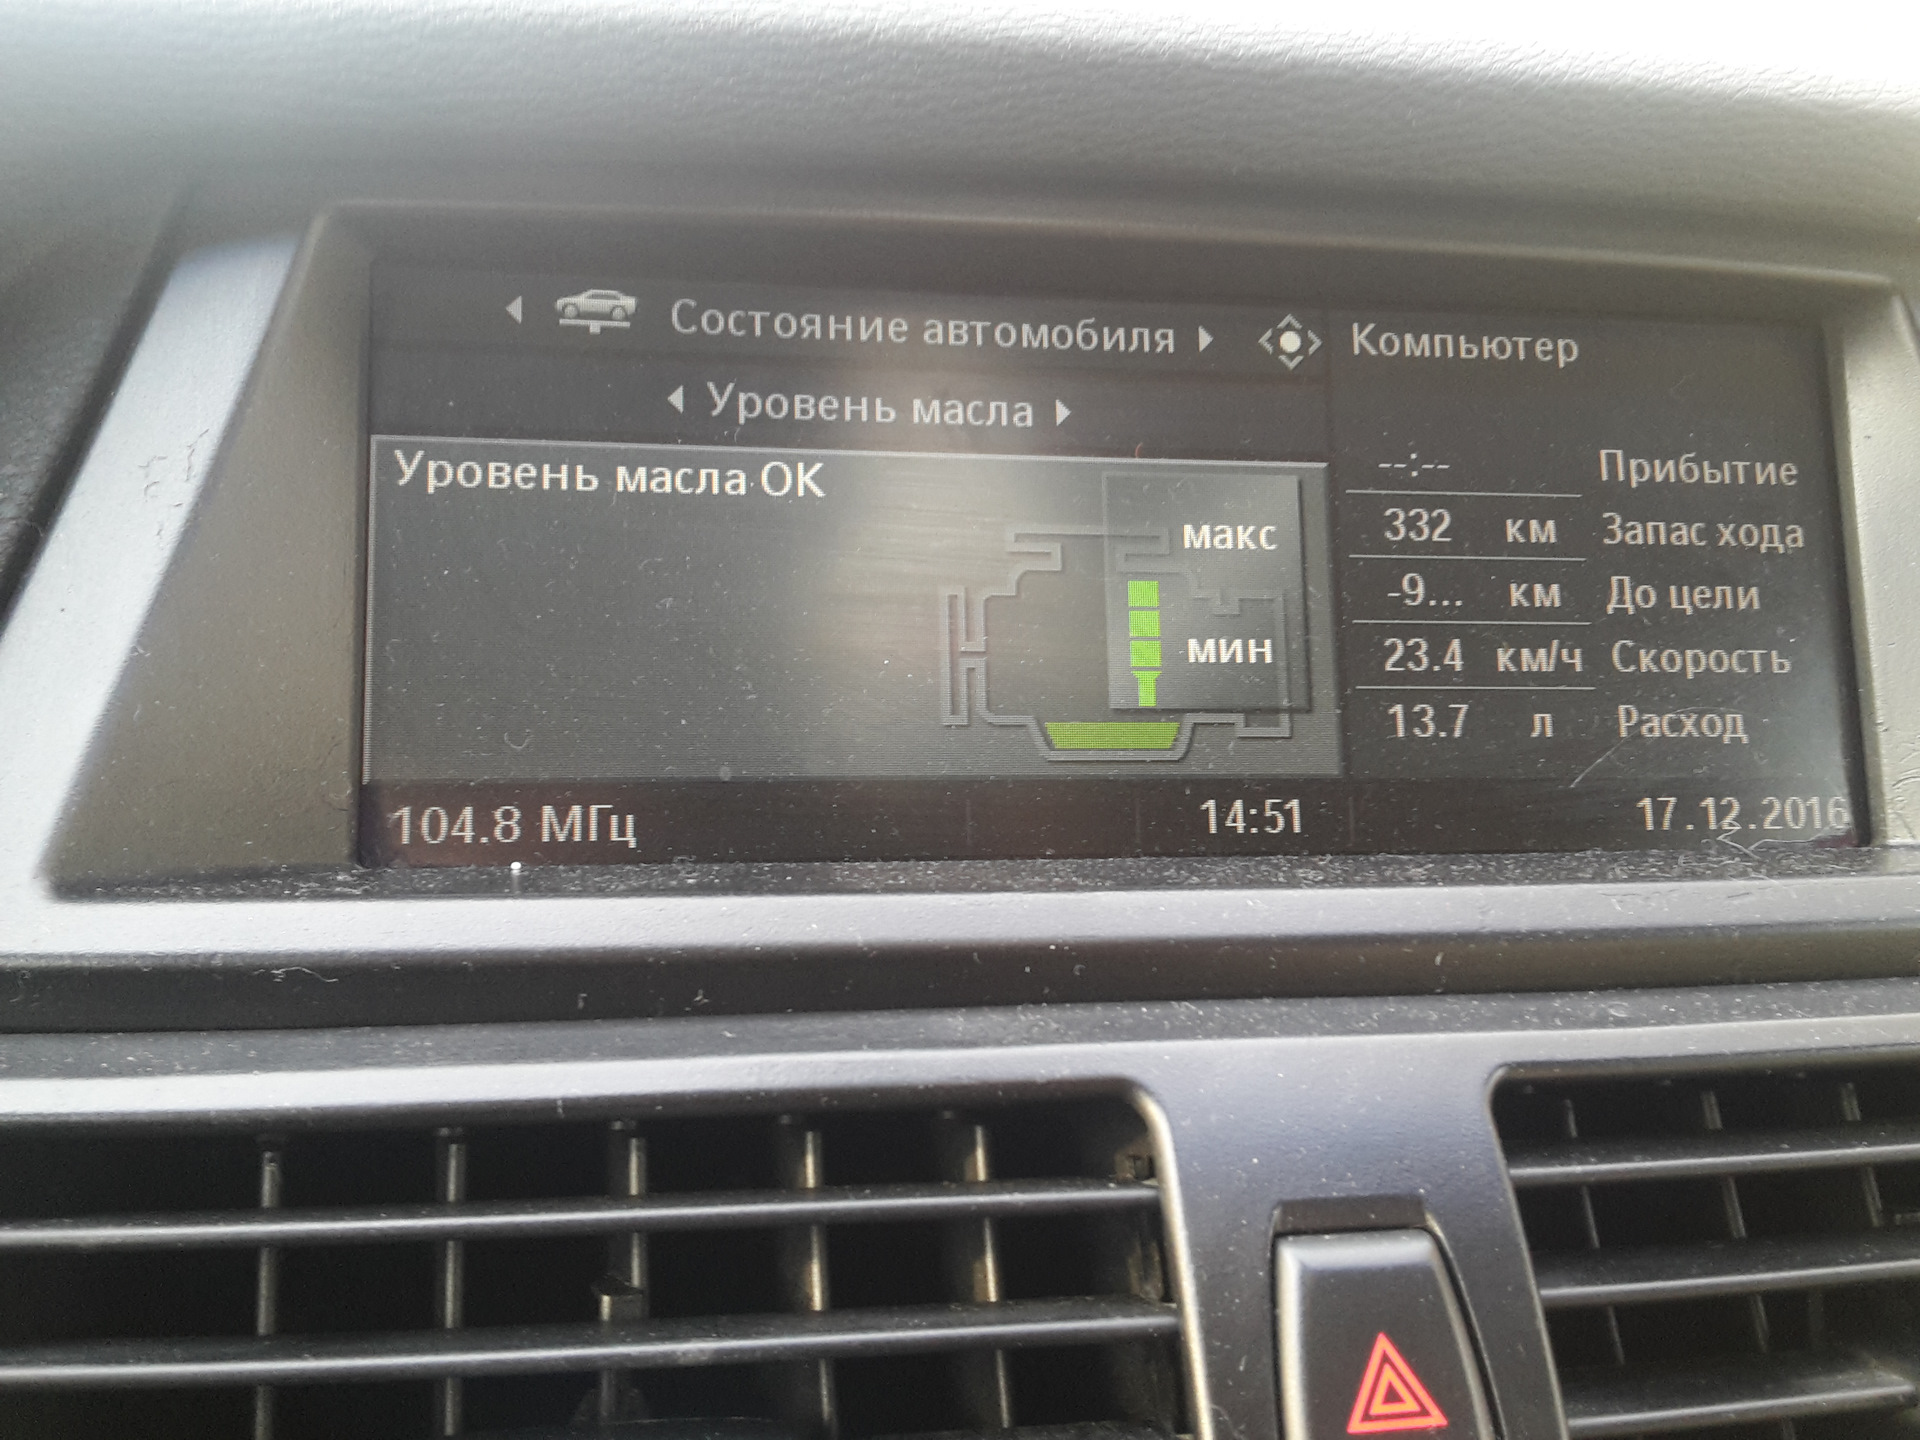 Состояние автомобиля
Уровень масла
Уровень масла OK
макс
мин
Компьютер
--:-- Прибытие
332 км Запас хода
-9... км До цели
23.4 км/ч Скорость
13.7 л Расход
104.8 МГц 14:51 17.12.2016